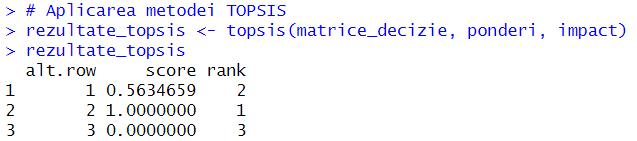 > # Aplicarea metodei TOPSIS
> rezultate_topsis <- topsis(matrice_decizie, ponderi, impact)
> rezultate_topsis
  alt.row     score rank
1       1 0.5634659    2
2       2 1.0000000    1
3       3 0.0000000    3